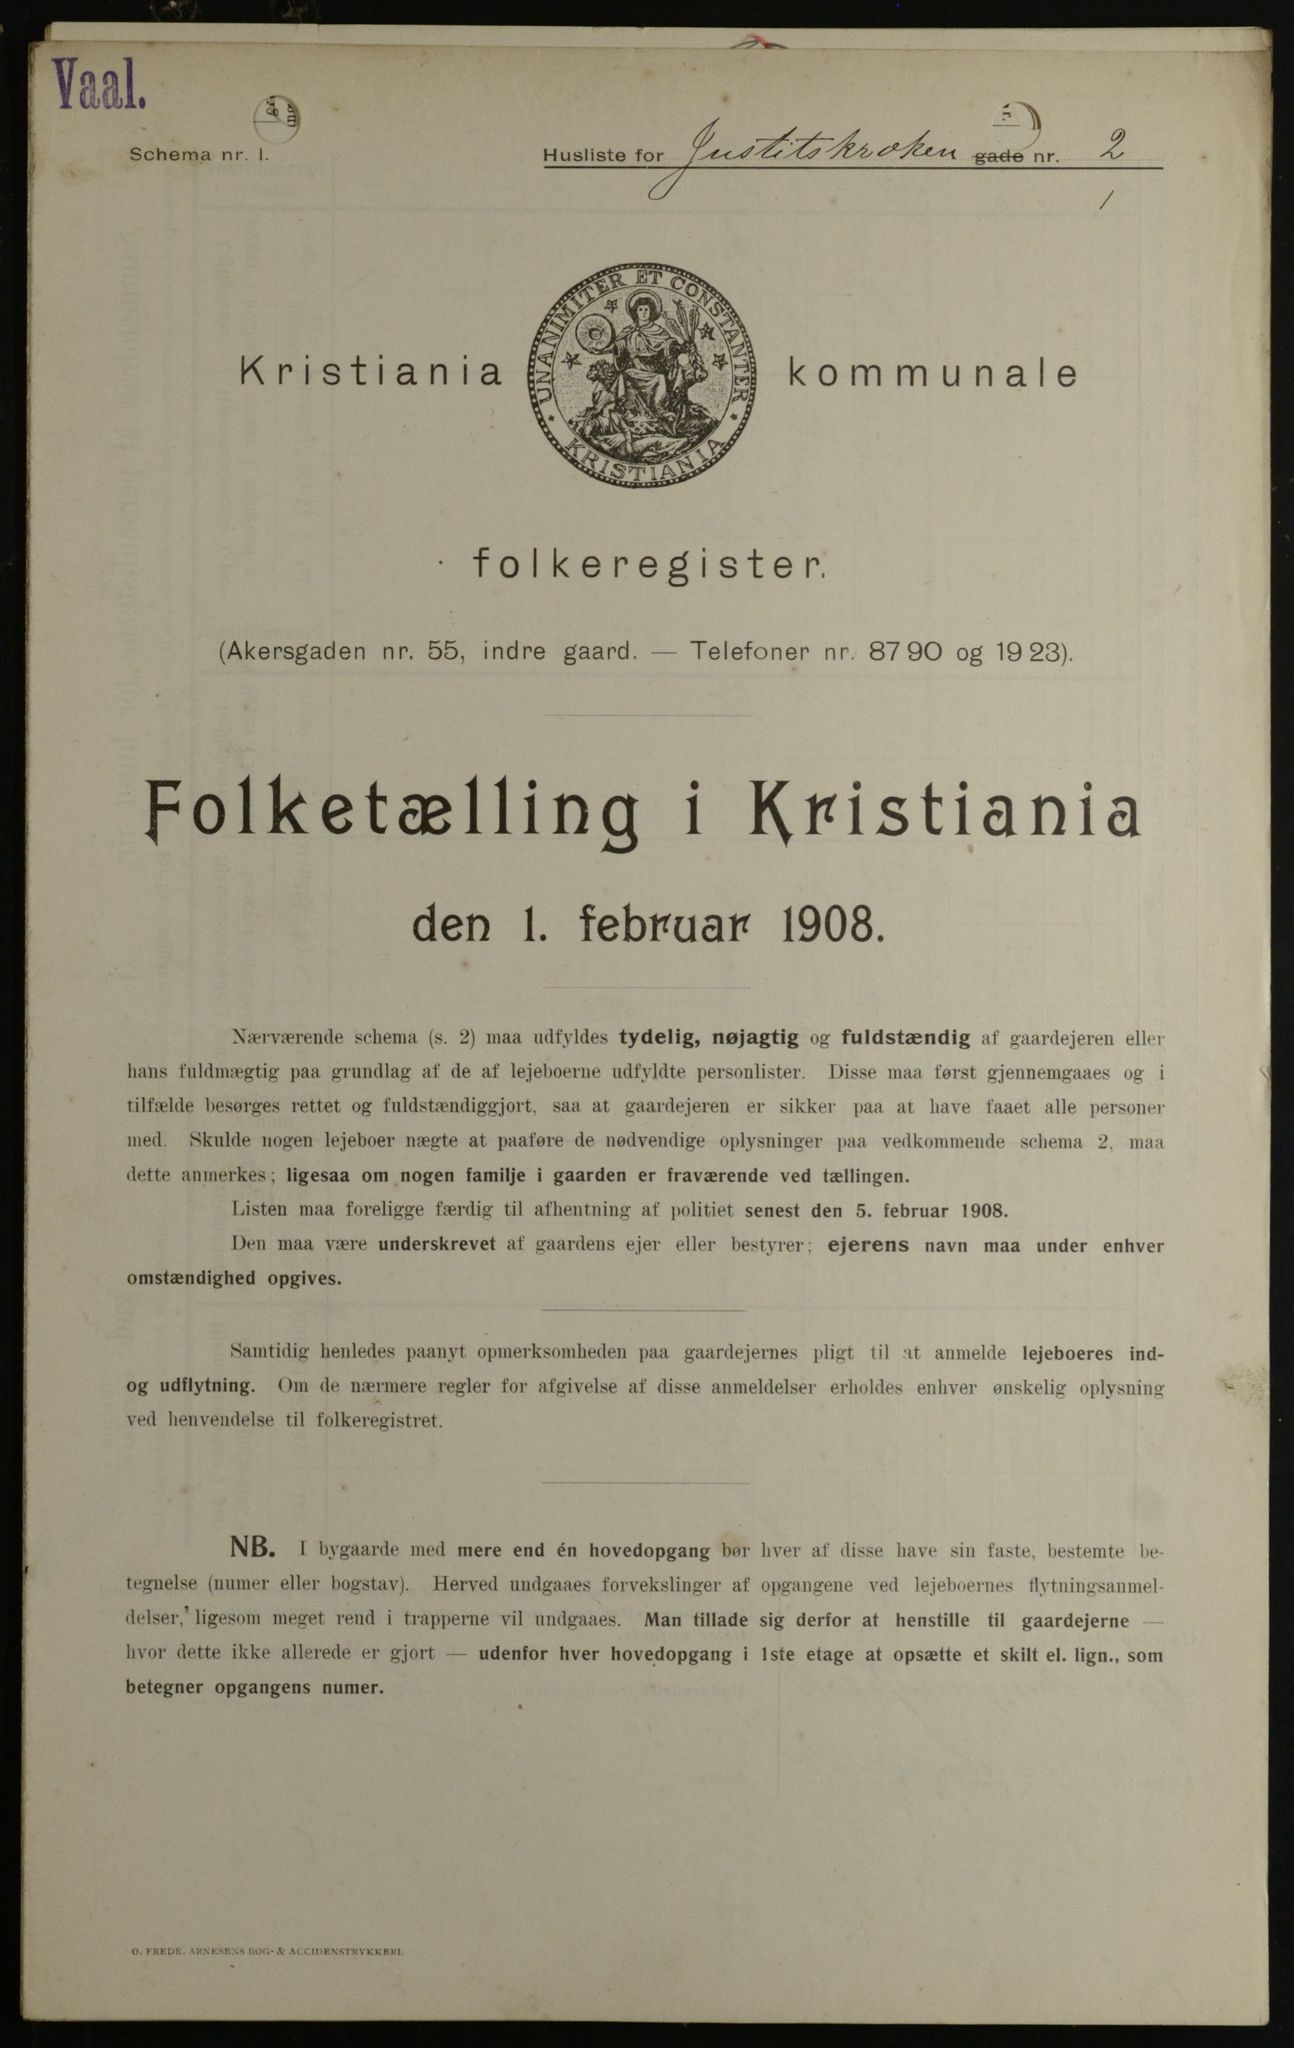 Vaal.
Schema nr. 1.
Husliste for Justitskroken gade nr. 2
1
UNANIMITER ET CONSTANTER
KRISTIANIA
Kristiania kommunale
folkeregister.
(Akersgaden nr. 55, indre gaard. — Telefoner nr. 8790 og 1923).
Folketælling i Kristiania
den 1. februar 1908.
Nærværende schema (s. 2) maa udfyldes tydelig, nøjagtig og fuldstændig af gaardejeren eller
hans fuldmægtig paa grundlag af de af lejeboerne udfyldte personlister. Disse maa først gjennemgaaes og i
tilfælde besørges rettet og fuldstændiggjort, saa at gaardejeren er sikker paa at have faaet alle personer
med. Skulde nogen lejeboer nægte at paaføre de nødvendige oplysninger paa vedkommende schema 2, maa
dette anmerkes; ligesaa om nogen familje i gaarden er fraværende ved tællingen.
Listen maa foreligge færdig til afhentning af politiet senest den 5. februar 1908.
Den maa være underskrevet af gaardens ejer eller bestyrer; ejerens navn maa under enhver
omstændighed opgives.
Samtidig henledes paanyt opmerksomheden paa gaardejernes pligt til at anmelde lejeboeres ind-
og udflytning. Om de nærmere regler for afgivelse af disse anmeldelser erholdes enhver ønskelig oplysning
ved henvendelse til folkeregistret.
NB. I bygaarde med mere end én hovedopgang bør hver af disse have sin faste, bestemte be-
tegnelse (numer eller bogstav). Herved undgaaes forvekslinger af opgangene ved lejeboernes flytningsanmel-
delser, ligesom meget rend i trapperne vil undgaaes. Man tillade sig derfor at henstille til gaardejerne —
hvor dette ikke allerede er gjort — udenfor hver hovedopgang i 1ste etage at opsætte et skilt el. lign., som
betegner opgangens numer.
O. FREDR. ARNESENS BOG- & ACCIDENSTRYKKERI.